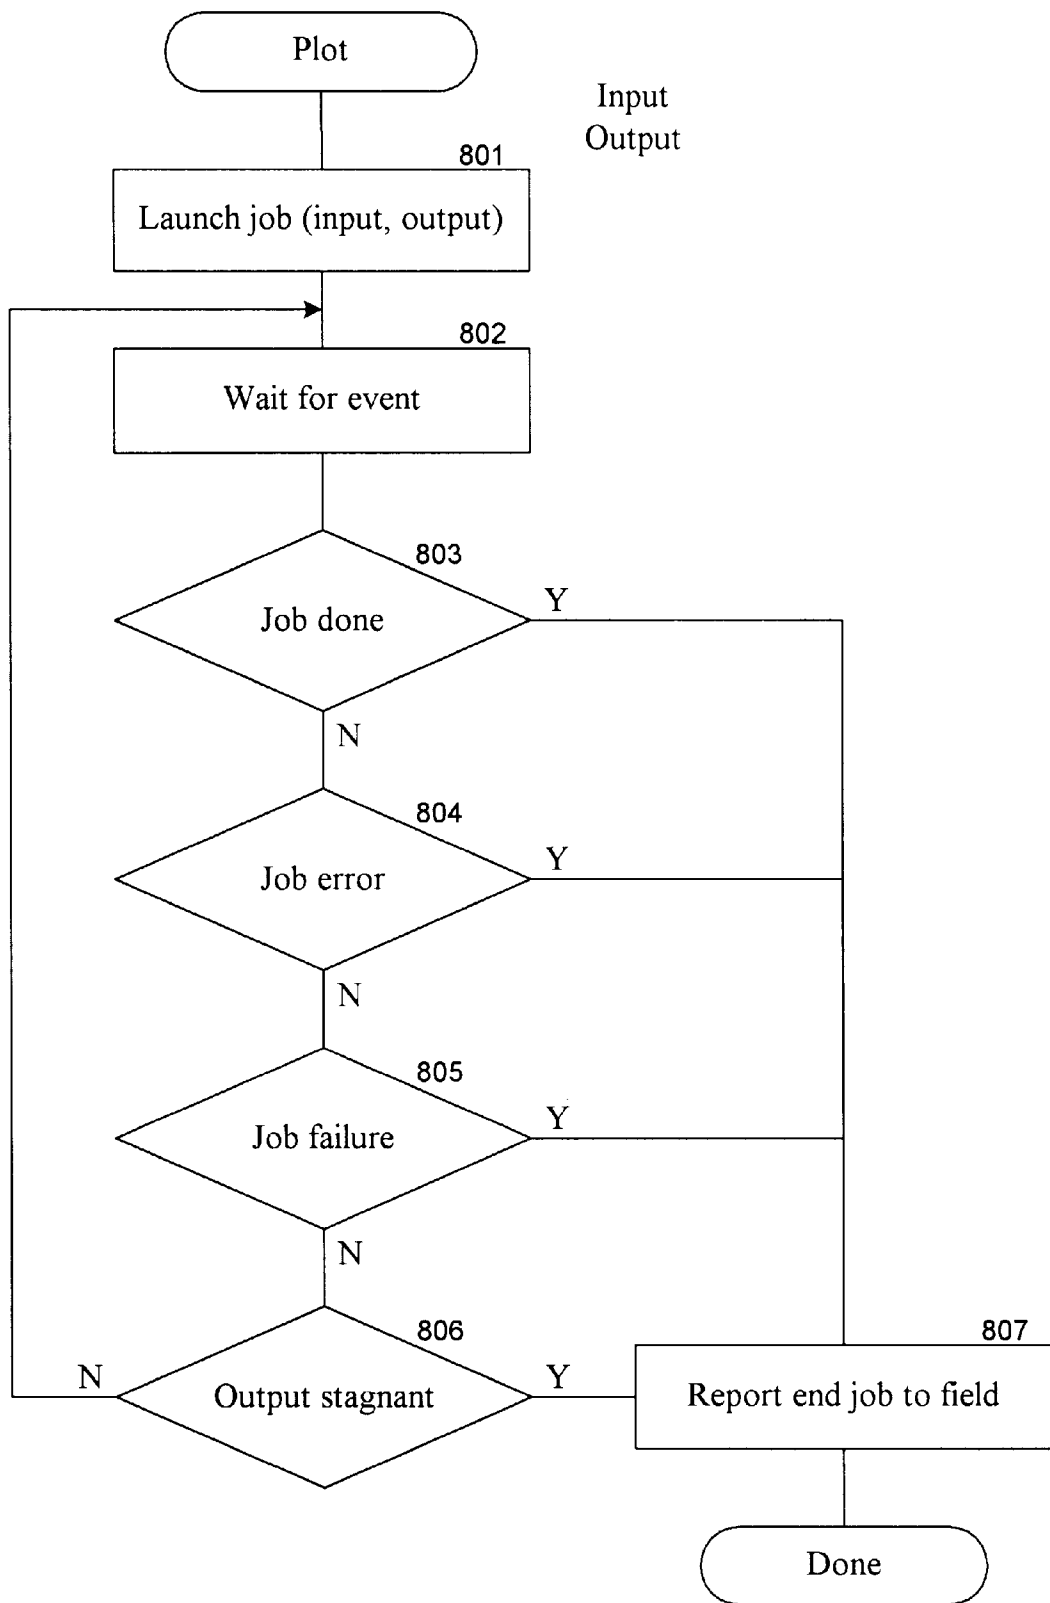 Plot
Input
Output
801
Launch job (input, output)
802
Wait for event
803
Job done
Y
N
804
Job error
Y
N
805
Job failure
Y
N
806
N
Output stagnant
Y
807
Report end job to field
Done